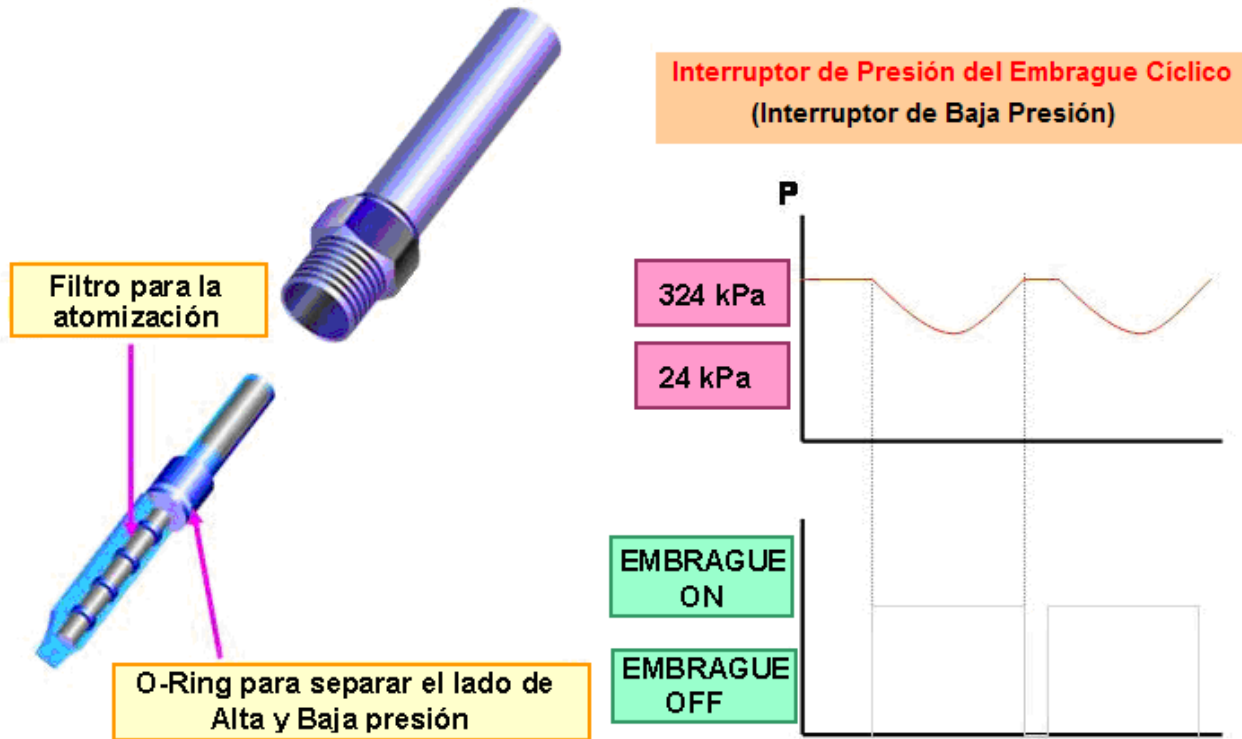 Interruptor de Presión del Embrague Cíclico
(Interruptor de Baja Presión)
P
Filtro para la
atomización
324 kPa
24 kPa
EMBRAGUE
ON
EMBRAGUE
OFF
O-Ring para separar el lado de
Alta y Baja presión